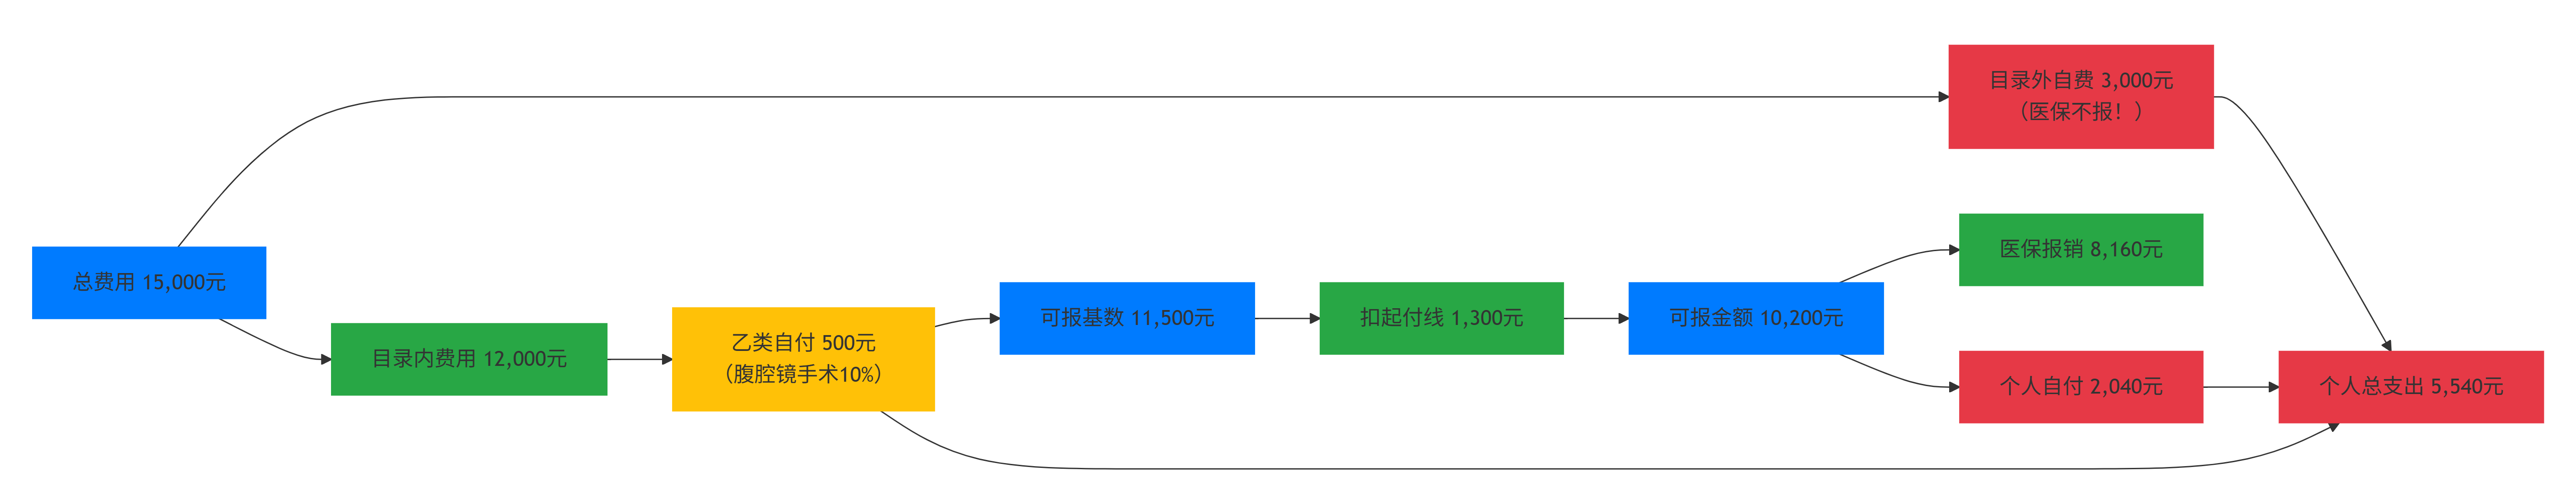 目录外自费 3,000元
（医保不报！）
医保报销 8,160元
总费用 15,000元
可报基数 11,500元
扣起付线 1,300元
可报金额 10,200元
乙类自付 500元
（腹腔镜手术10%）
目录内费用 12,000元
个人自付 2,040元
个人总支出 5,540元